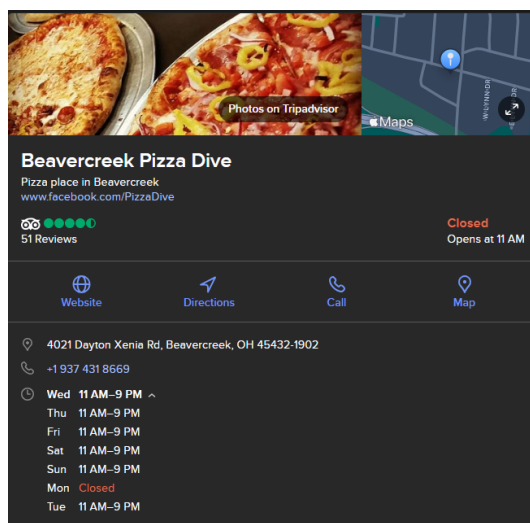 Photos on Tripadvisor
Maps
W LYNN DR
Beavercreek Pizza Dive
Pizza place in Beavercreek
www.facebook.com/PizzaDive
51 Reviews
Closed
Opens at 11 AM
Website
Directions
Call
Map
4021 Dayton Xenia Rd, Beavercreek, OH 45432-1902
+1 937 431 8669
Wed 11 AM–9 PM
Thu 11 AM–9 PM
Fri 11 AM–9 PM
Sat 11 AM–9 PM
Sun 11 AM–9 PM
Mon Closed
Tue 11 AM–9 PM